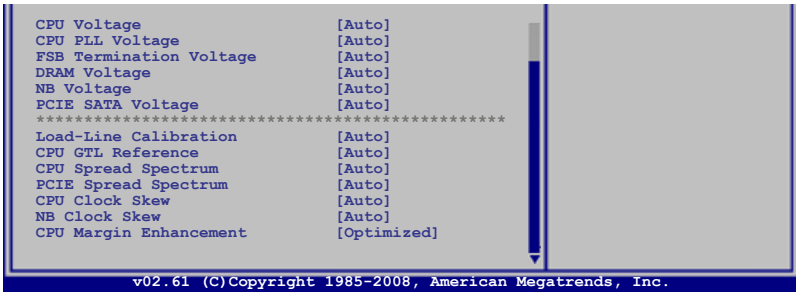 CPU Voltage [Auto]
CPU PLL Voltage [Auto]
FSB Termination Voltage [Auto]
DRAM Voltage [Auto]
NB Voltage [Auto]
PCIE SATA Voltage [Auto]
*************************************************
Load-Line Calibration [Auto]
CPU GTL Reference [Auto]
CPU Spread Spectrum [Auto]
PCIE Spread Spectrum [Auto]
CPU Clock Skew [Auto]
NB Clock Skew [Auto]
CPU Margin Enhancement [Optimized]
v02.61 (C)Copyright 1985-2008, American Megatrends, Inc.